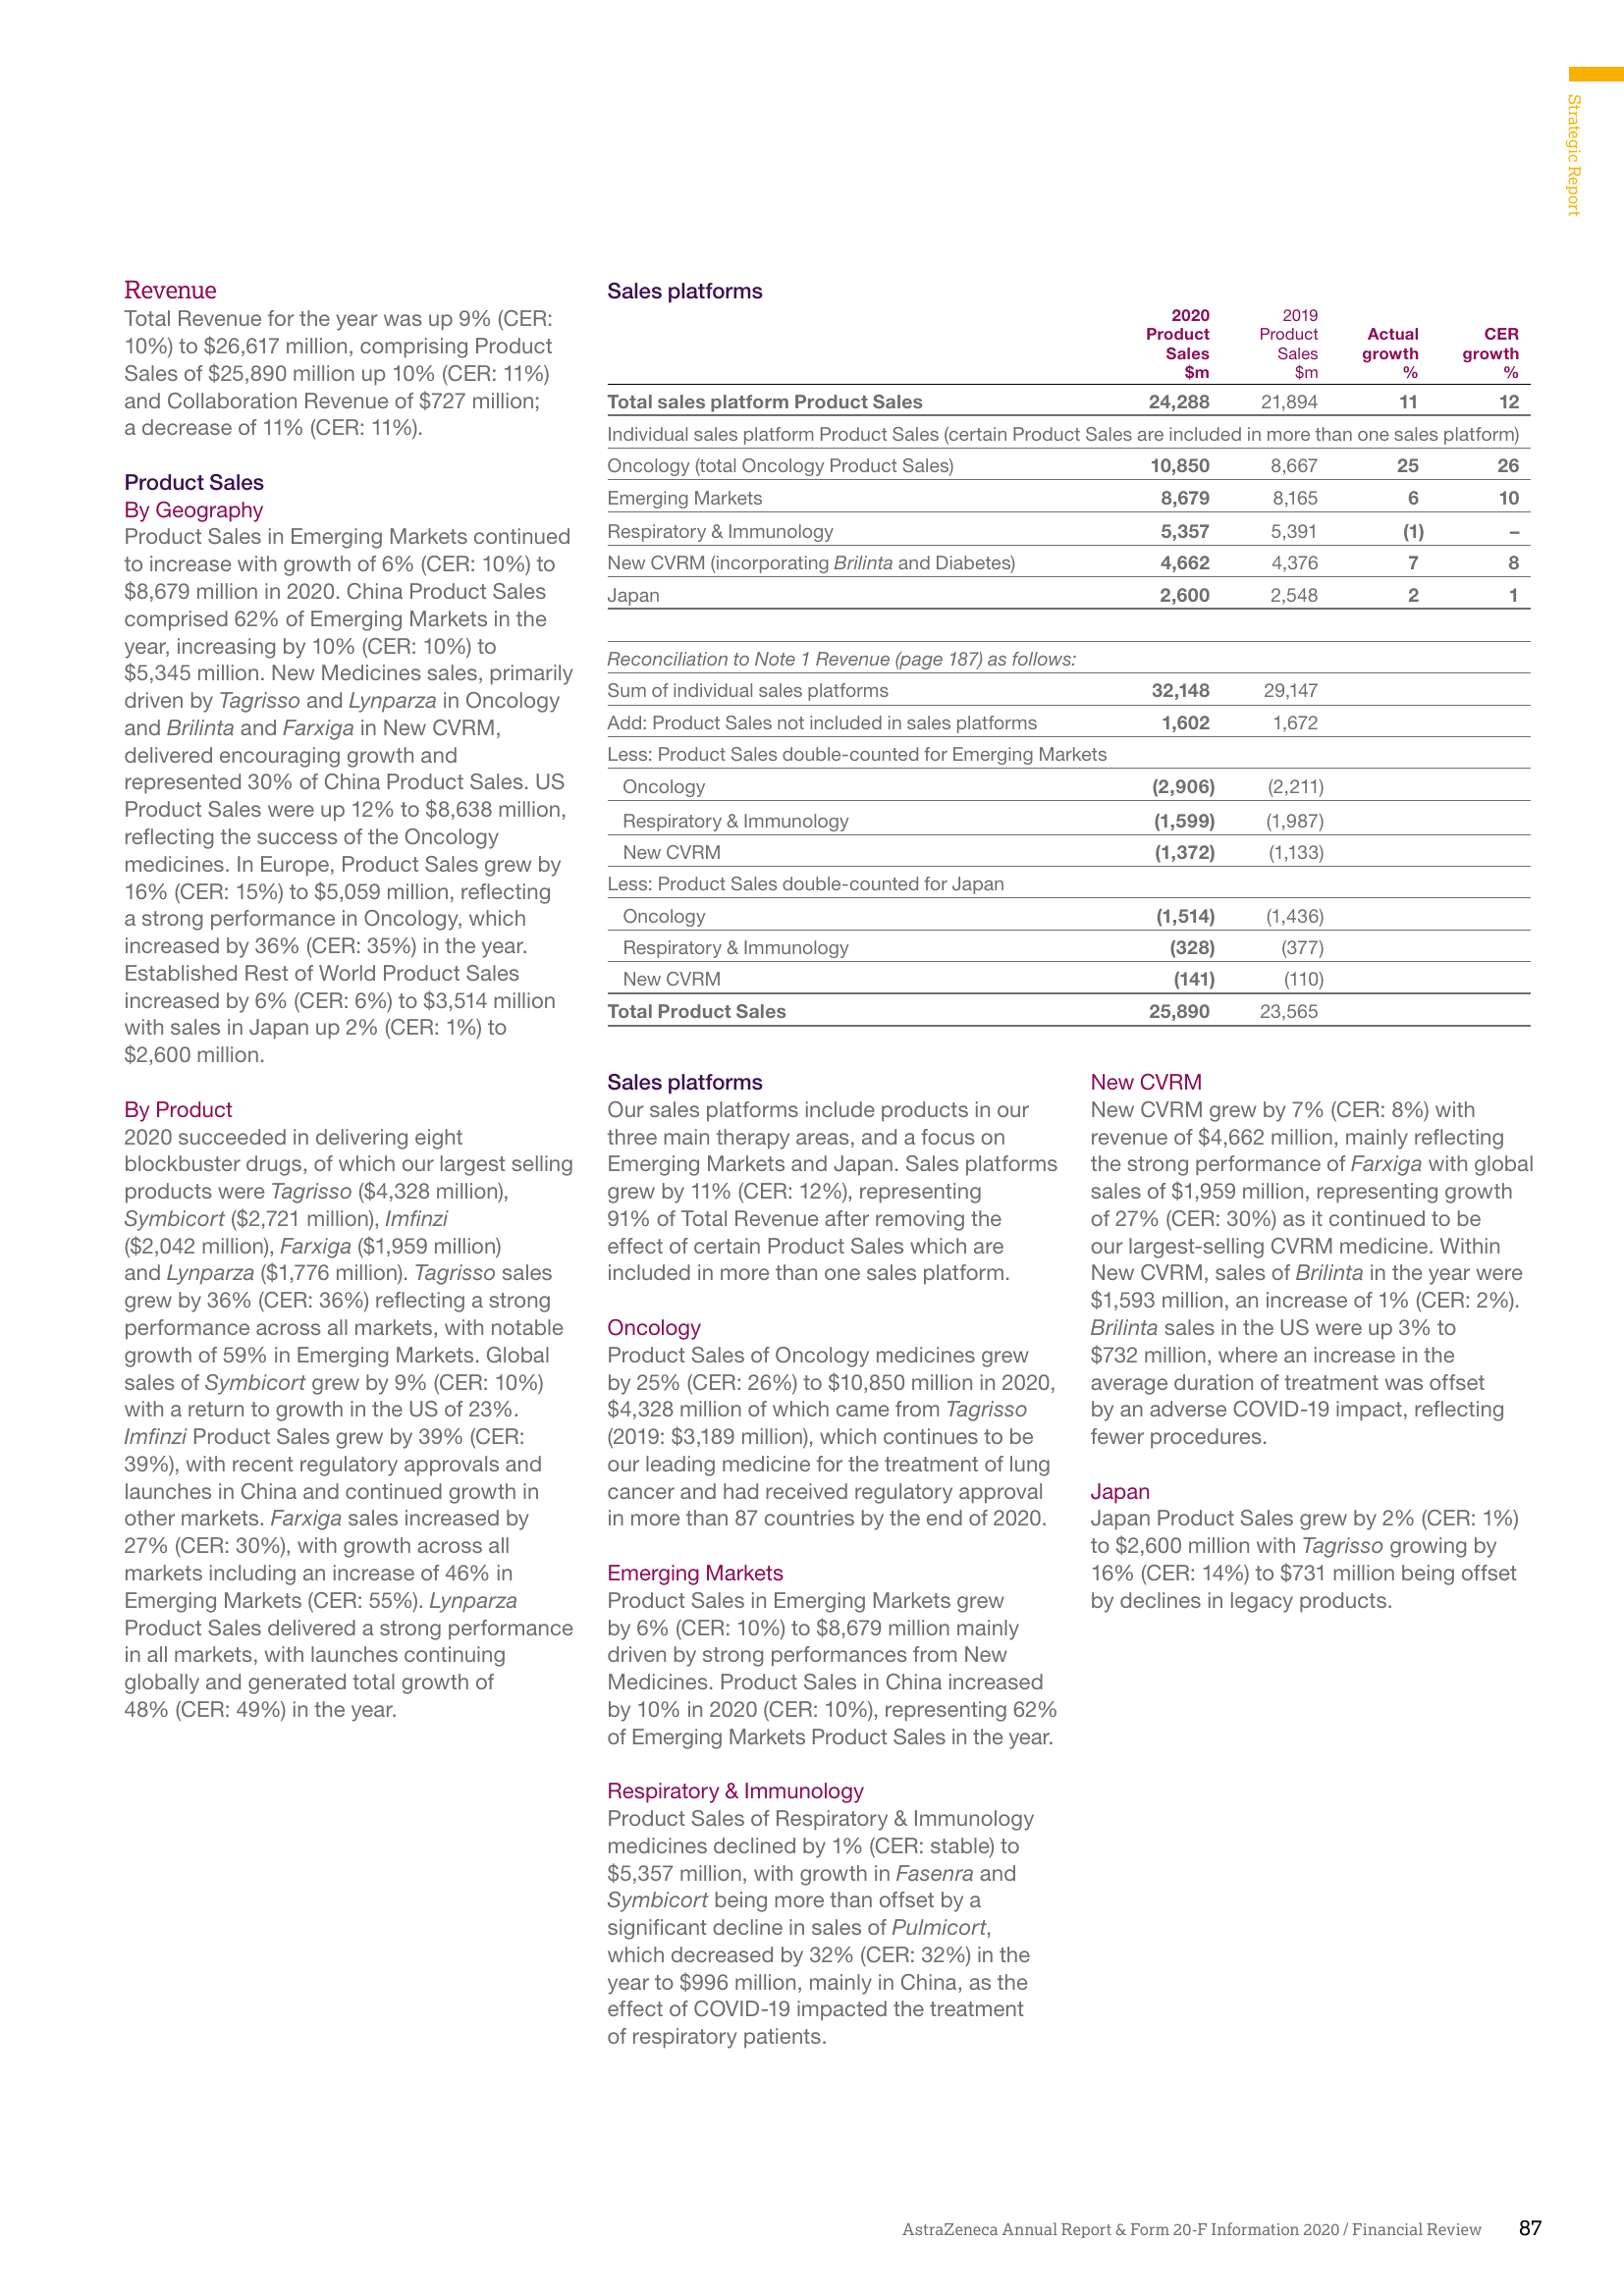 Strategic Report
Revenue
Total Revenue for the year was up 9% (CER:
10%) to $26,617 million, comprising Product
Sales of $25,890 million up 10% (CER: 11%)
and Collaboration Revenue of $727 million;
a decrease of 11% (CER: 11%).
Product Sales
By Geography
Product Sales in Emerging Markets continued
to increase with growth of 6% (CER: 10%) to
$8,679 million in 2020. China Product Sales
comprised 62% of Emerging Markets in the
year, increasing by 10% (CER: 10%) to
$5,345 million. New Medicines sales, primarily
driven by Tagrisso and Lynparza in Oncology
and Brilinta and Farxiga in New CVRM,
delivered encouraging growth and
represented 30% of China Product Sales. US
Product Sales were up 12% to $8,638 million,
reflecting the success of the Oncology
medicines. In Europe, Product Sales grew by
16% (CER: 15%) to $5,059 million, reflecting
a strong performance in Oncology, which
increased by 36% (CER: 35%) in the year.
Established Rest of World Product Sales
increased by 6% (CER: 6%) to $3,514 million
with sales in Japan up 2% (CER: 1%) to
$2,600 million.
By Product
2020 succeeded in delivering eight
blockbuster drugs, of which our largest selling
products were Tagrisso ($4,328 million),
Symbicort ($2,721 million), Imfinzi
($2,042 million), Farxiga ($1,959 million)
and Lynparza ($1,776 million). Tagrisso sales
grew by 36% (CER: 36%) reflecting a strong
performance across all markets, with notable
growth of 59% in Emerging Markets. Global
sales of Symbicort grew by 9% (CER: 10%)
with a return to growth in the US of 23%.
Imfinzi Product Sales grew by 39% (CER:
39%), with recent regulatory approvals and
launches in China and continued growth in
other markets. Farxiga sales increased by
27% (CER: 30%), with growth across all
markets including an increase of 46% in
Emerging Markets (CER: 55%). Lynparza
Product Sales delivered a strong performance
in all markets, with launches continuing
globally and generated total growth of
48% (CER: 49%) in the year.
Sales platforms
2020 Product Sales $m 2019 Product Sales $m Actual growth % CER growth %
Total sales platform Product Sales 24,288 21,894 11 12
Individual sales platform Product Sales (certain Product Sales are included in more than one sales platform)
Oncology (total Oncology Product Sales) 10,850 8,667 25 26
Emerging Markets 8,679 8,165 6 10
Respiratory & Immunology 5,357 5,391 (1) –
New CVRM (incorporating Brilinta and Diabetes) 4,662 4,376 7 8
Japan 2,600 2,548 2 1
Reconciliation to Note 1 Revenue (page 187) as follows:
Sum of individual sales platforms 32,148 29,147
Add: Product Sales not included in sales platforms 1,602 1,672
Less: Product Sales double-counted for Emerging Markets
Oncology (2,906) (2,211)
Respiratory & Immunology (1,599) (1,987)
New CVRM (1,372) (1,133)
Less: Product Sales double-counted for Japan
Oncology (1,514) (1,436)
Respiratory & Immunology (328) (377)
New CVRM (141) (110)
Total Product Sales 25,890 23,565
Sales platforms
Our sales platforms include products in our
three main therapy areas, and a focus on
Emerging Markets and Japan. Sales platforms
grew by 11% (CER: 12%), representing
91% of Total Revenue after removing the
effect of certain Product Sales which are
included in more than one sales platform.
Oncology
Product Sales of Oncology medicines grew
by 25% (CER: 26%) to $10,850 million in 2020,
$4,328 million of which came from Tagrisso
(2019: $3,189 million), which continues to be
our leading medicine for the treatment of lung
cancer and had received regulatory approval
in more than 87 countries by the end of 2020.
Emerging Markets
Product Sales in Emerging Markets grew
by 6% (CER: 10%) to $8,679 million mainly
driven by strong performances from New
Medicines. Product Sales in China increased
by 10% in 2020 (CER: 10%), representing 62%
of Emerging Markets Product Sales in the year.
Respiratory & Immunology
Product Sales of Respiratory & Immunology
medicines declined by 1% (CER: stable) to
$5,357 million, with growth in Fasenra and
Symbicort being more than offset by a
significant decline in sales of Pulmicort,
which decreased by 32% (CER: 32%) in the
year to $996 million, mainly in China, as the
effect of COVID-19 impacted the treatment
of respiratory patients.
New CVRM
New CVRM grew by 7% (CER: 8%) with
revenue of $4,662 million, mainly reflecting
the strong performance of Farxiga with global
sales of $1,959 million, representing growth
of 27% (CER: 30%) as it continued to be
our largest-selling CVRM medicine. Within
New CVRM, sales of Brilinta in the year were
$1,593 million, an increase of 1% (CER: 2%).
Brilinta sales in the US were up 3% to
$732 million, where an increase in the
average duration of treatment was offset
by an adverse COVID-19 impact, reflecting
fewer procedures.
Japan
Japan Product Sales grew by 2% (CER: 1%)
to $2,600 million with Tagrisso growing by
16% (CER: 14%) to $731 million being offset
by declines in legacy products.
AstraZeneca Annual Report & Form 20-F Information 2020 / Financial Review 87